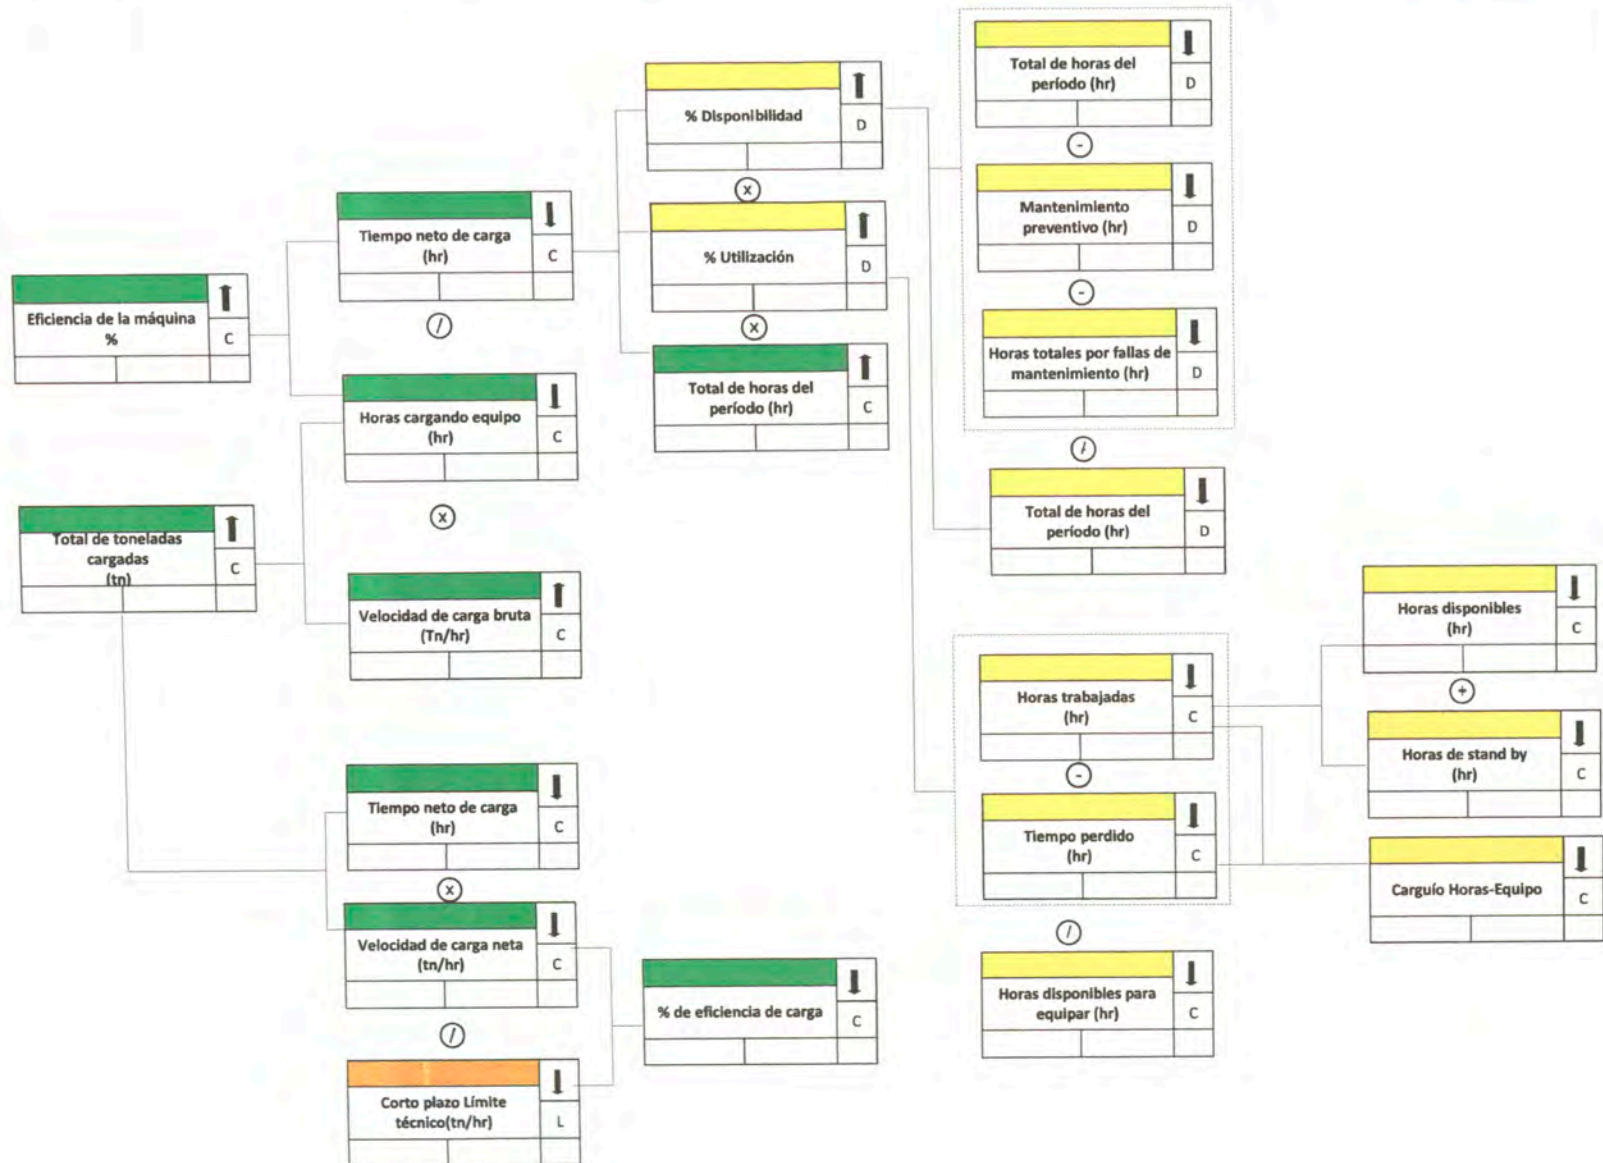 Eficiencia de la máquina
%
C
Total de toneladas
cargadas
(tn)
C
Tiempo neto de carga
(hr)
C
/
Horas cargando equipo
(hr)
C
x
Velocidad de carga bruta
(Tn/hr)
C
Tiempo neto de carga
(hr)
C
x
Velocidad de carga neta
(tn/hr)
C
/
Corto plazo Límite
técnico(tn/hr)
L
% Disponibilidad
D
x
% Utilización
D
x
Total de horas del
período (hr)
C
% de eficiencia de carga
C
Total de horas del
período (hr)
D
-
Mantenimiento
preventivo (hr)
D
-
Horas totales por fallas de
mantenimiento (hr)
D
/
Total de horas del
período (hr)
D
Horas trabajadas
(hr)
C
-
Tiempo perdido
(hr)
C
/
Horas disponibles para
equipar (hr)
C
Horas disponibles
(hr)
C
+
Horas de stand by
(hr)
C
Carguío Horas-Equipo
C